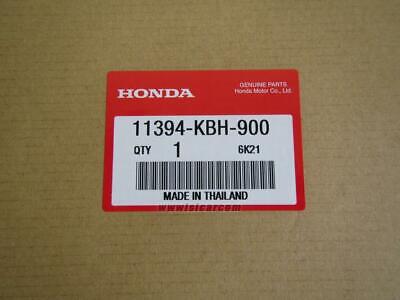 HONDA
GENUINE PARTS
Honda Motor Co., Ltd.
11394-KBH-900
QTY 1 6K21
MADE IN THAILAND